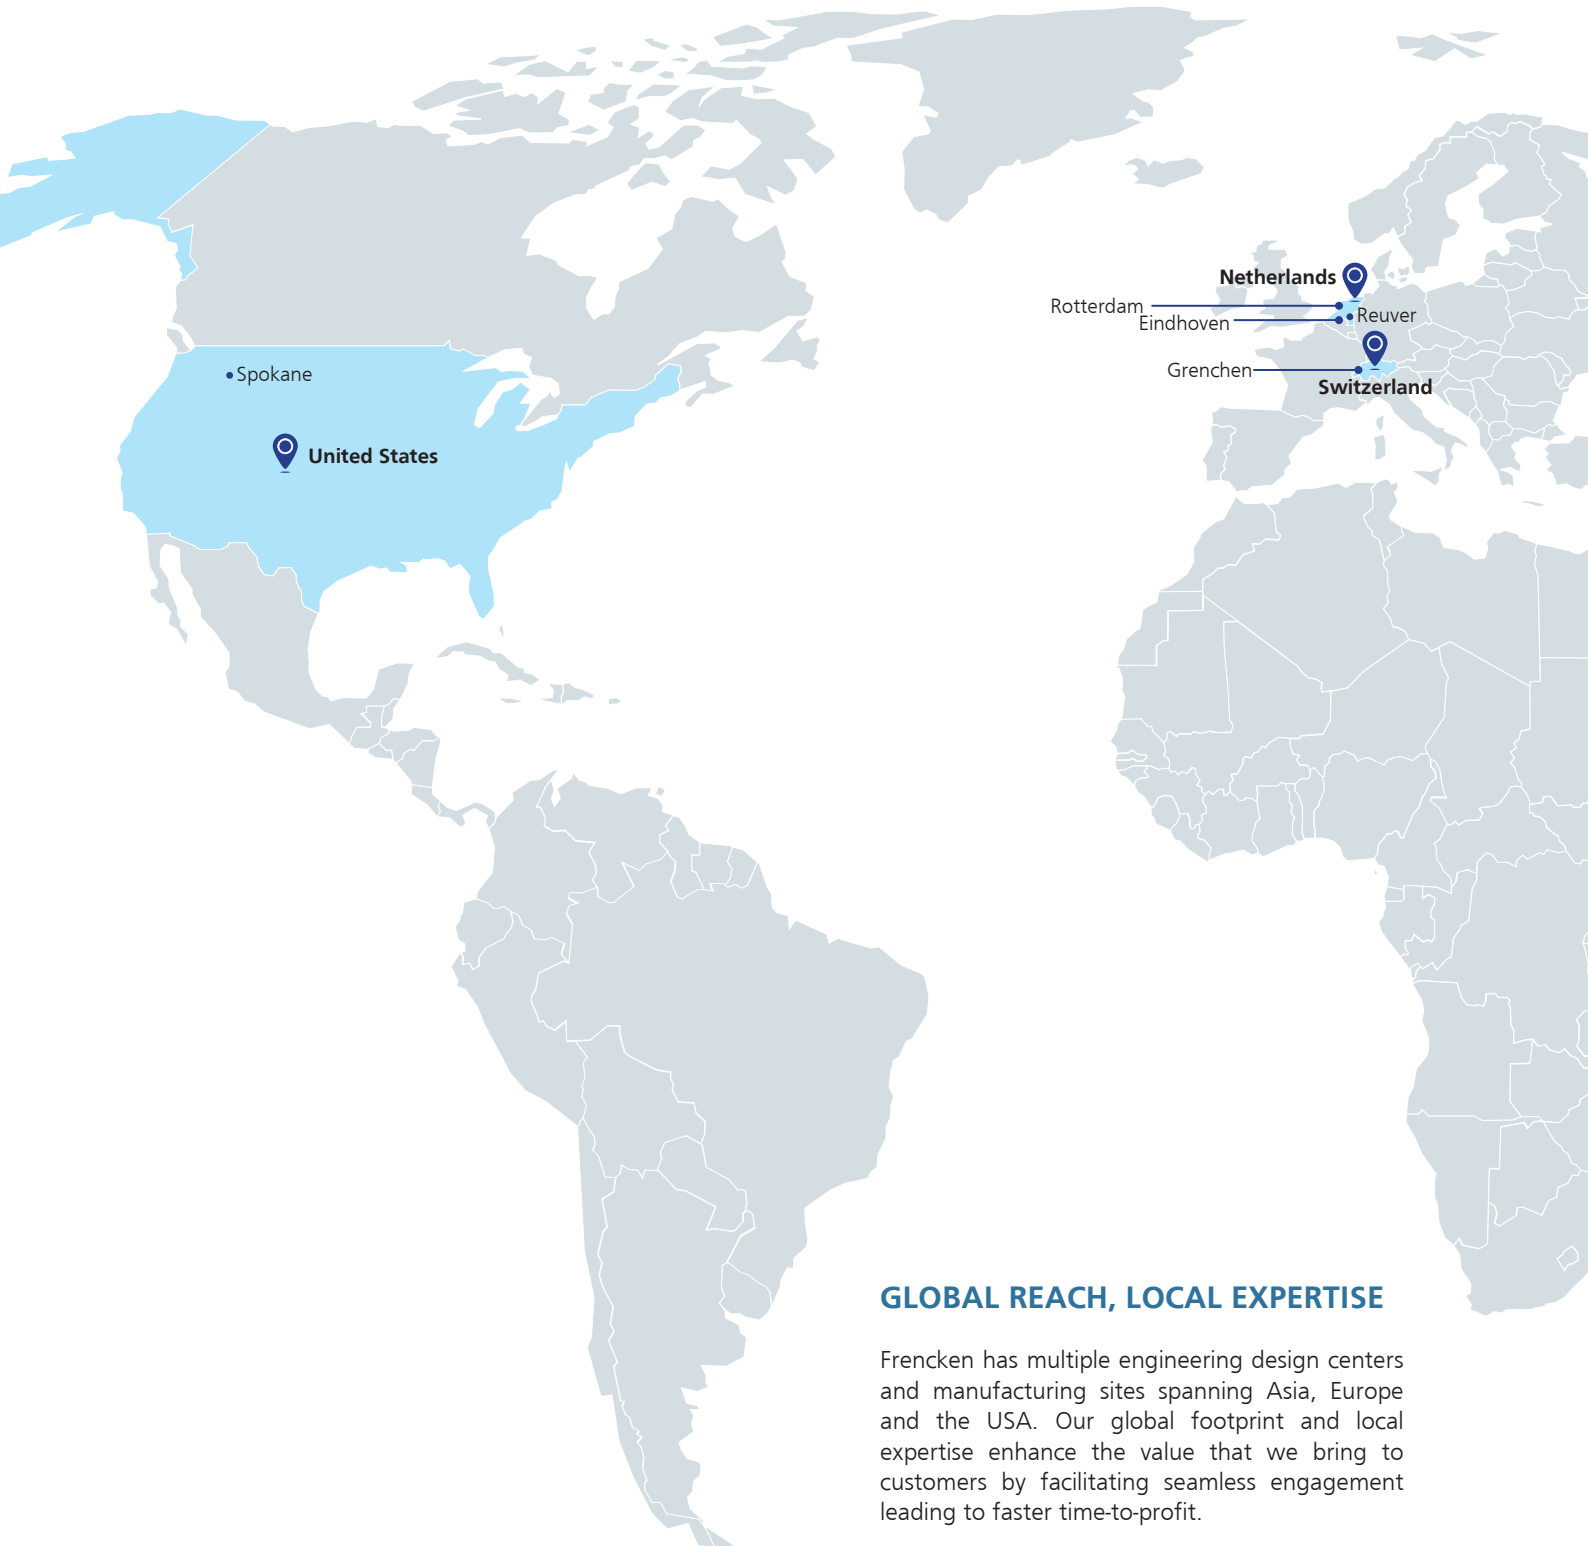 Netherlands
Rotterdam
Reuver
Eindhoven
Grenchen
Switzerland
Spokane
United States
GLOBAL REACH, LOCAL EXPERTISE
Frencken has multiple engineering design centers
and manufacturing sites spanning Asia, Europe
and the USA. Our global footprint and local
expertise enhance the value that we bring to
customers by facilitating seamless engagement
leading to faster time-to-profit.